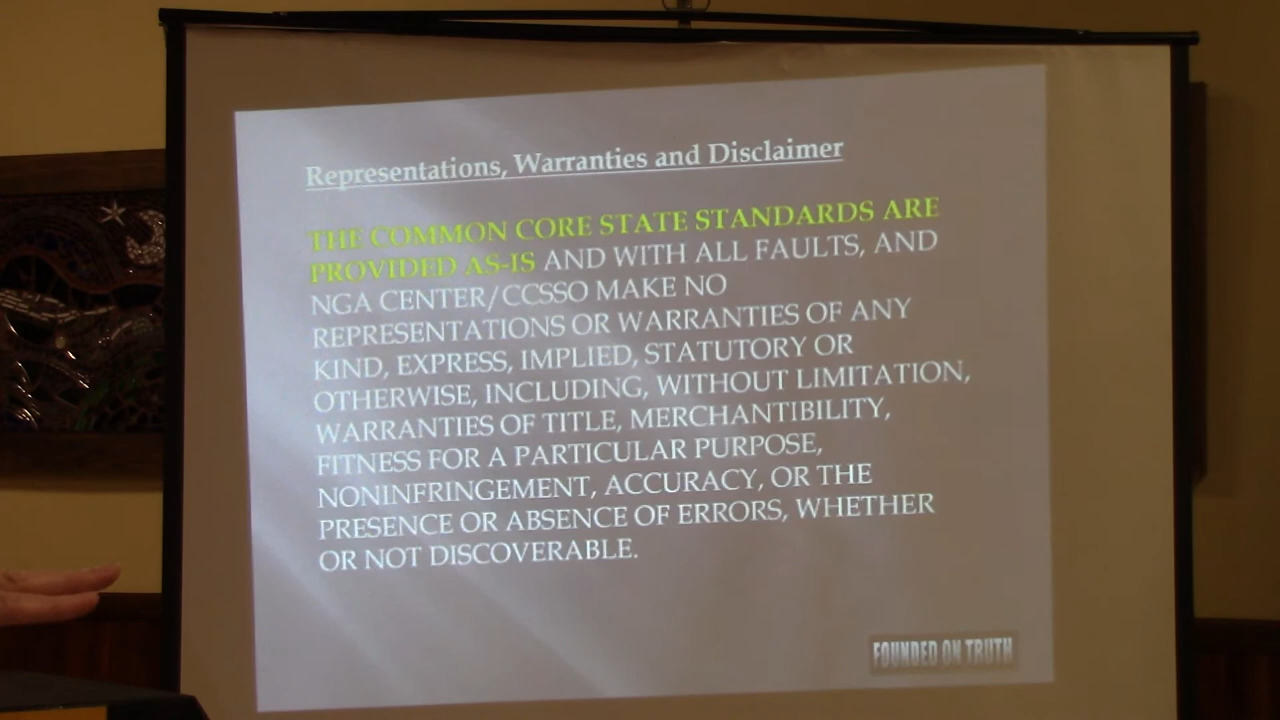 Representations, Warranties and Disclaimer
THE COMMON CORE STATE STANDARDS ARE
PROVIDED AS-IS AND WITH ALL FAULTS, AND
NGA CENTER/CCSSO MAKE NO
REPRESENTATIONS OR WARRANTIES OF ANY
KIND, EXPRESS, IMPLIED, STATUTORY OR
OTHERWISE, INCLUDING, WITHOUT LIMITATION,
WARRANTIES OF TITLE, MERCHANTIBILITY,
FITNESS FOR A PARTICULAR PURPOSE,
NONINFRINGEMENT, ACCURACY, OR THE
PRESENCE OR ABSENCE OF ERRORS, WHETHER
OR NOT DISCOVERABLE.
FOUNDED ON TRUTH